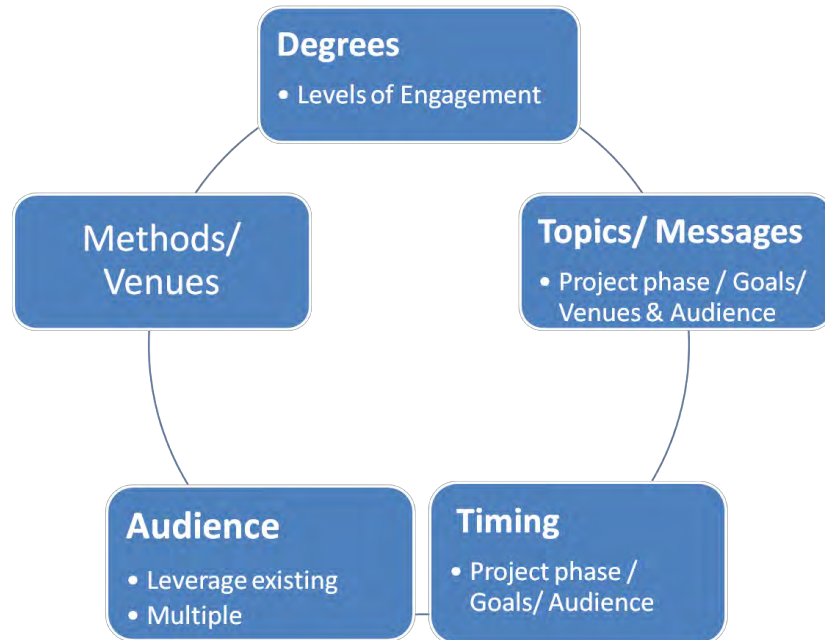 Degrees
• Levels of Engagement
Topics/ Messages
• Project phase / Goals/
Venues & Audience
Timing
• Project phase /
Goals/ Audience
Audience
• Leverage existing
• Multiple
Methods/
Venues